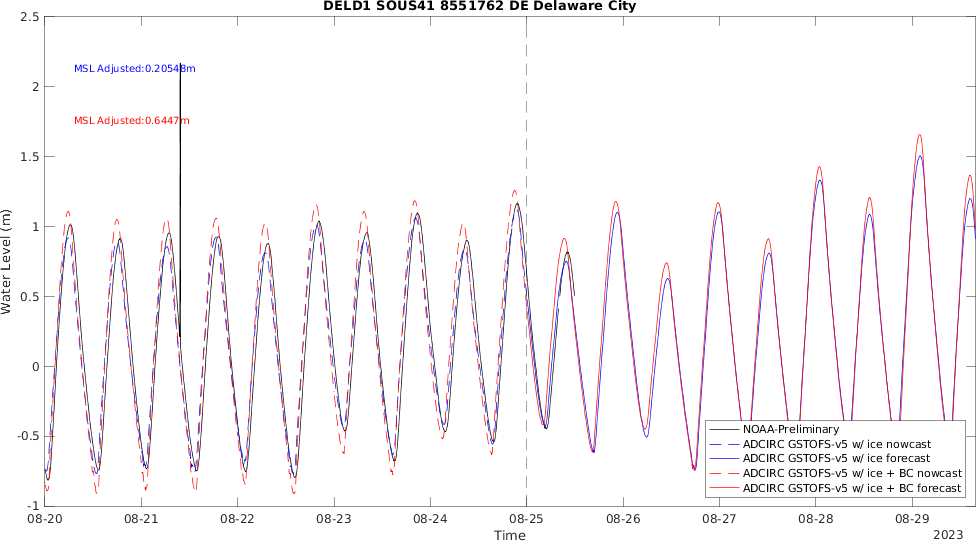 DELD1 SOUS41 8551762 DE Delaware City
2.5
2
1.5
1
0.5
0
-0.5
-1
Water Level (m)
MSL Adjusted:0.20548m
MSL Adjusted:0.6447m
NOAA-Preliminary
ADCIRC GSTOFS-v5 w/ ice nowcast
ADCIRC GSTOFS-v5 w/ ice forecast
ADCIRC GSTOFS-v5 w/ ice + BC nowcast
ADCIRC GSTOFS-v5 w/ ice + BC forecast
08-20 08-21 08-22 08-23 08-24 08-25 08-26 08-27 08-28 08-29
Time
2023